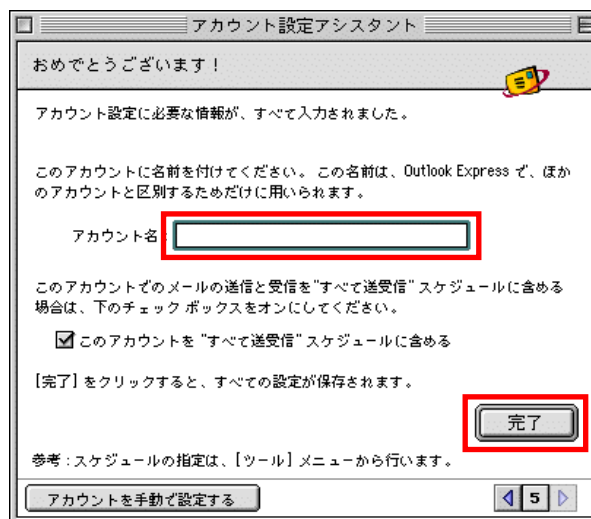 アカウント設定アシスタント
おめでとうございます！
アカウント設定に必要な情報が、すべて入力されました。
このアカウントに名前を付けてください。この名前は、Outlook Express で、ほか
のアカウントと区別するためだけに用いられます。
アカウント名：
このアカウントでのメールの送信と受信を"すべて送受信"スケジュールに含める
場合は、下のチェック ボックスをオンにしてください。
このアカウントを "すべて送受信" スケジュールに含める
[完了] をクリックすると、すべての設定が保存されます。
完了
参考：スケジュールの指定は、[ツール] メニューから行います。
アカウントを手動で設定する
5